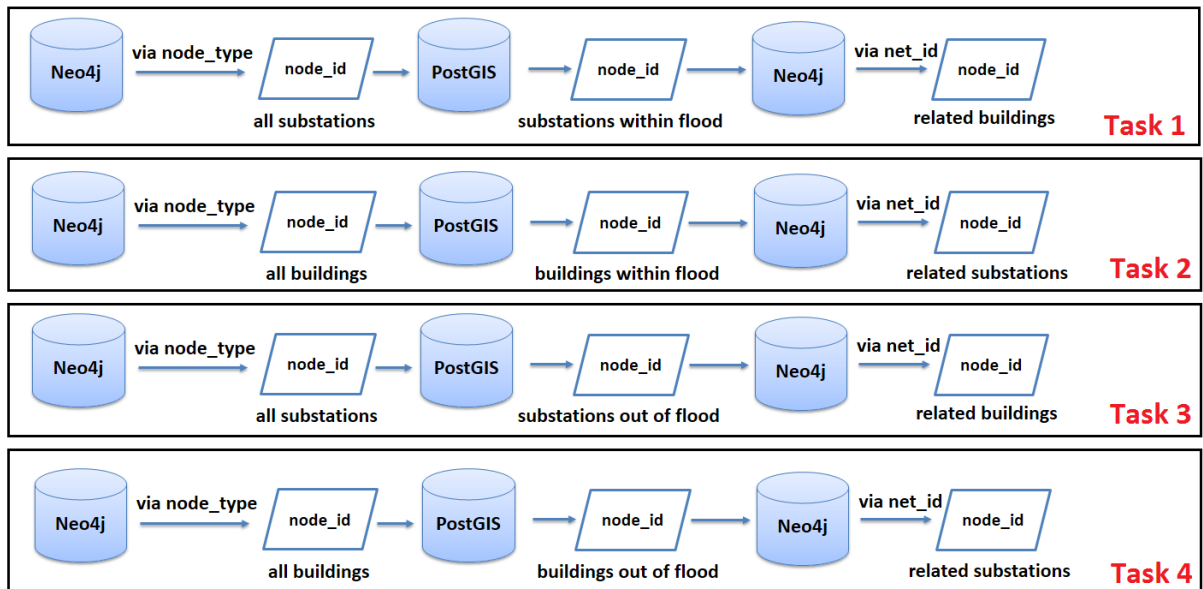 via node_type
via net_id
Neo4j
node_id
PostGIS
node_id
Neo4j
node_id
all substations
substations within flood
related buildings
Task 1
via node_type
via net_id
Neo4j
node_id
PostGIS
node_id
Neo4j
node_id
all buildings
buildings within flood
related substations
Task 2
via node_type
via net_id
Neo4j
node_id
PostGIS
node_id
Neo4j
node_id
all substations
substations out of flood
related buildings
Task 3
via node_type
via net_id
Neo4j
node_id
PostGIS
node_id
Neo4j
node_id
all buildings
buildings out of flood
related substations
Task 4